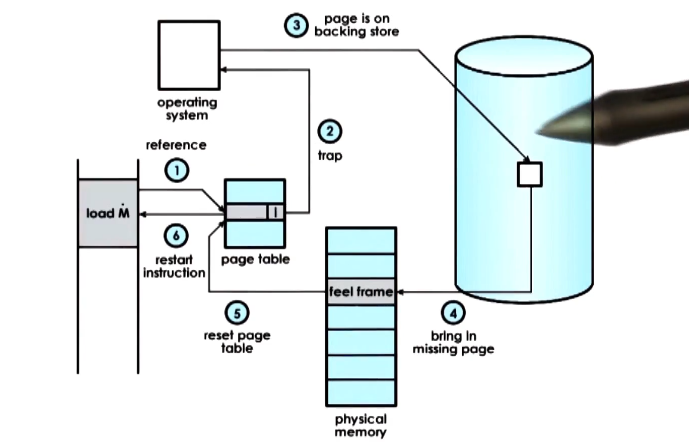 3 page is on
backing store
operating
system
reference
1
2
trap
load Ṁ
I
6
restart
instruction
page table
feel frame
5
reset page
table
4
bring in
missing page
physical
memory